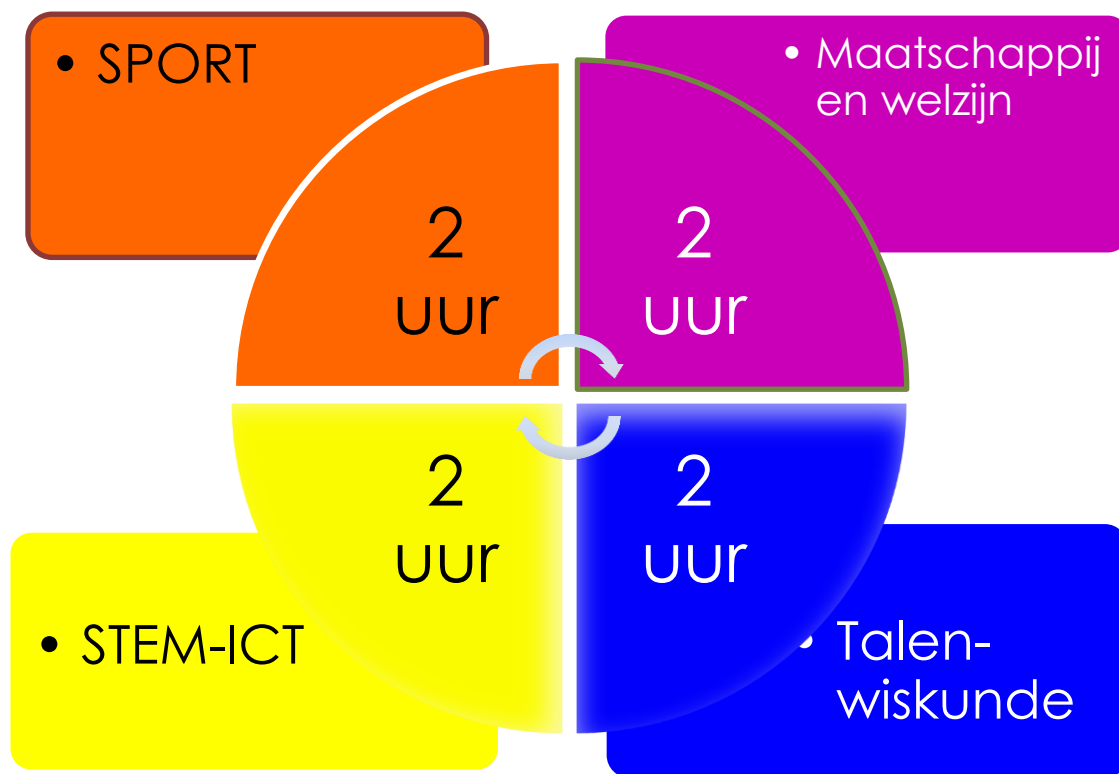 • SPORT
• Maatschappij
en welzijn
2
uur
2
uur
2
uur
2
uur
• STEM-ICT
• Talen-
wiskunde